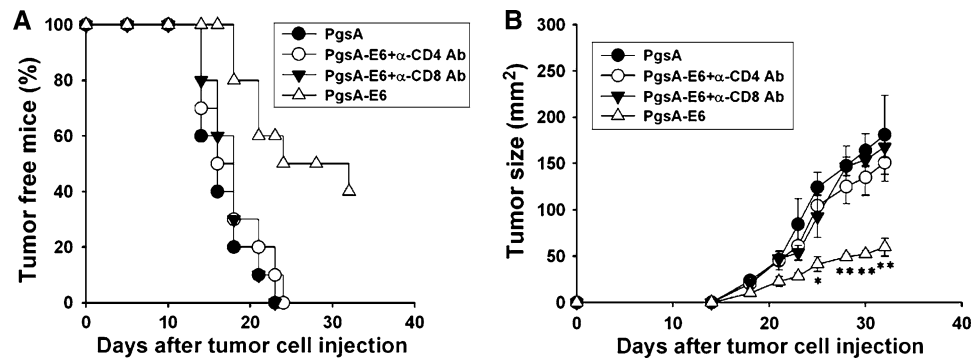 A
Tumor free mice (%)
100
80
60
40
20
0
0 10 20 30 40
Days after tumor cell injection
PgsA
PgsA-E6+α-CD4 Ab
PgsA-E6+α-CD8 Ab
PgsA-E6
B
Tumor size (mm²)
300
250
200
150
100
50
0
0 10 20 30 40
Days after tumor cell injection
PgsA
PgsA-E6+α-CD4 Ab
PgsA-E6+α-CD8 Ab
PgsA-E6
* ** ** **